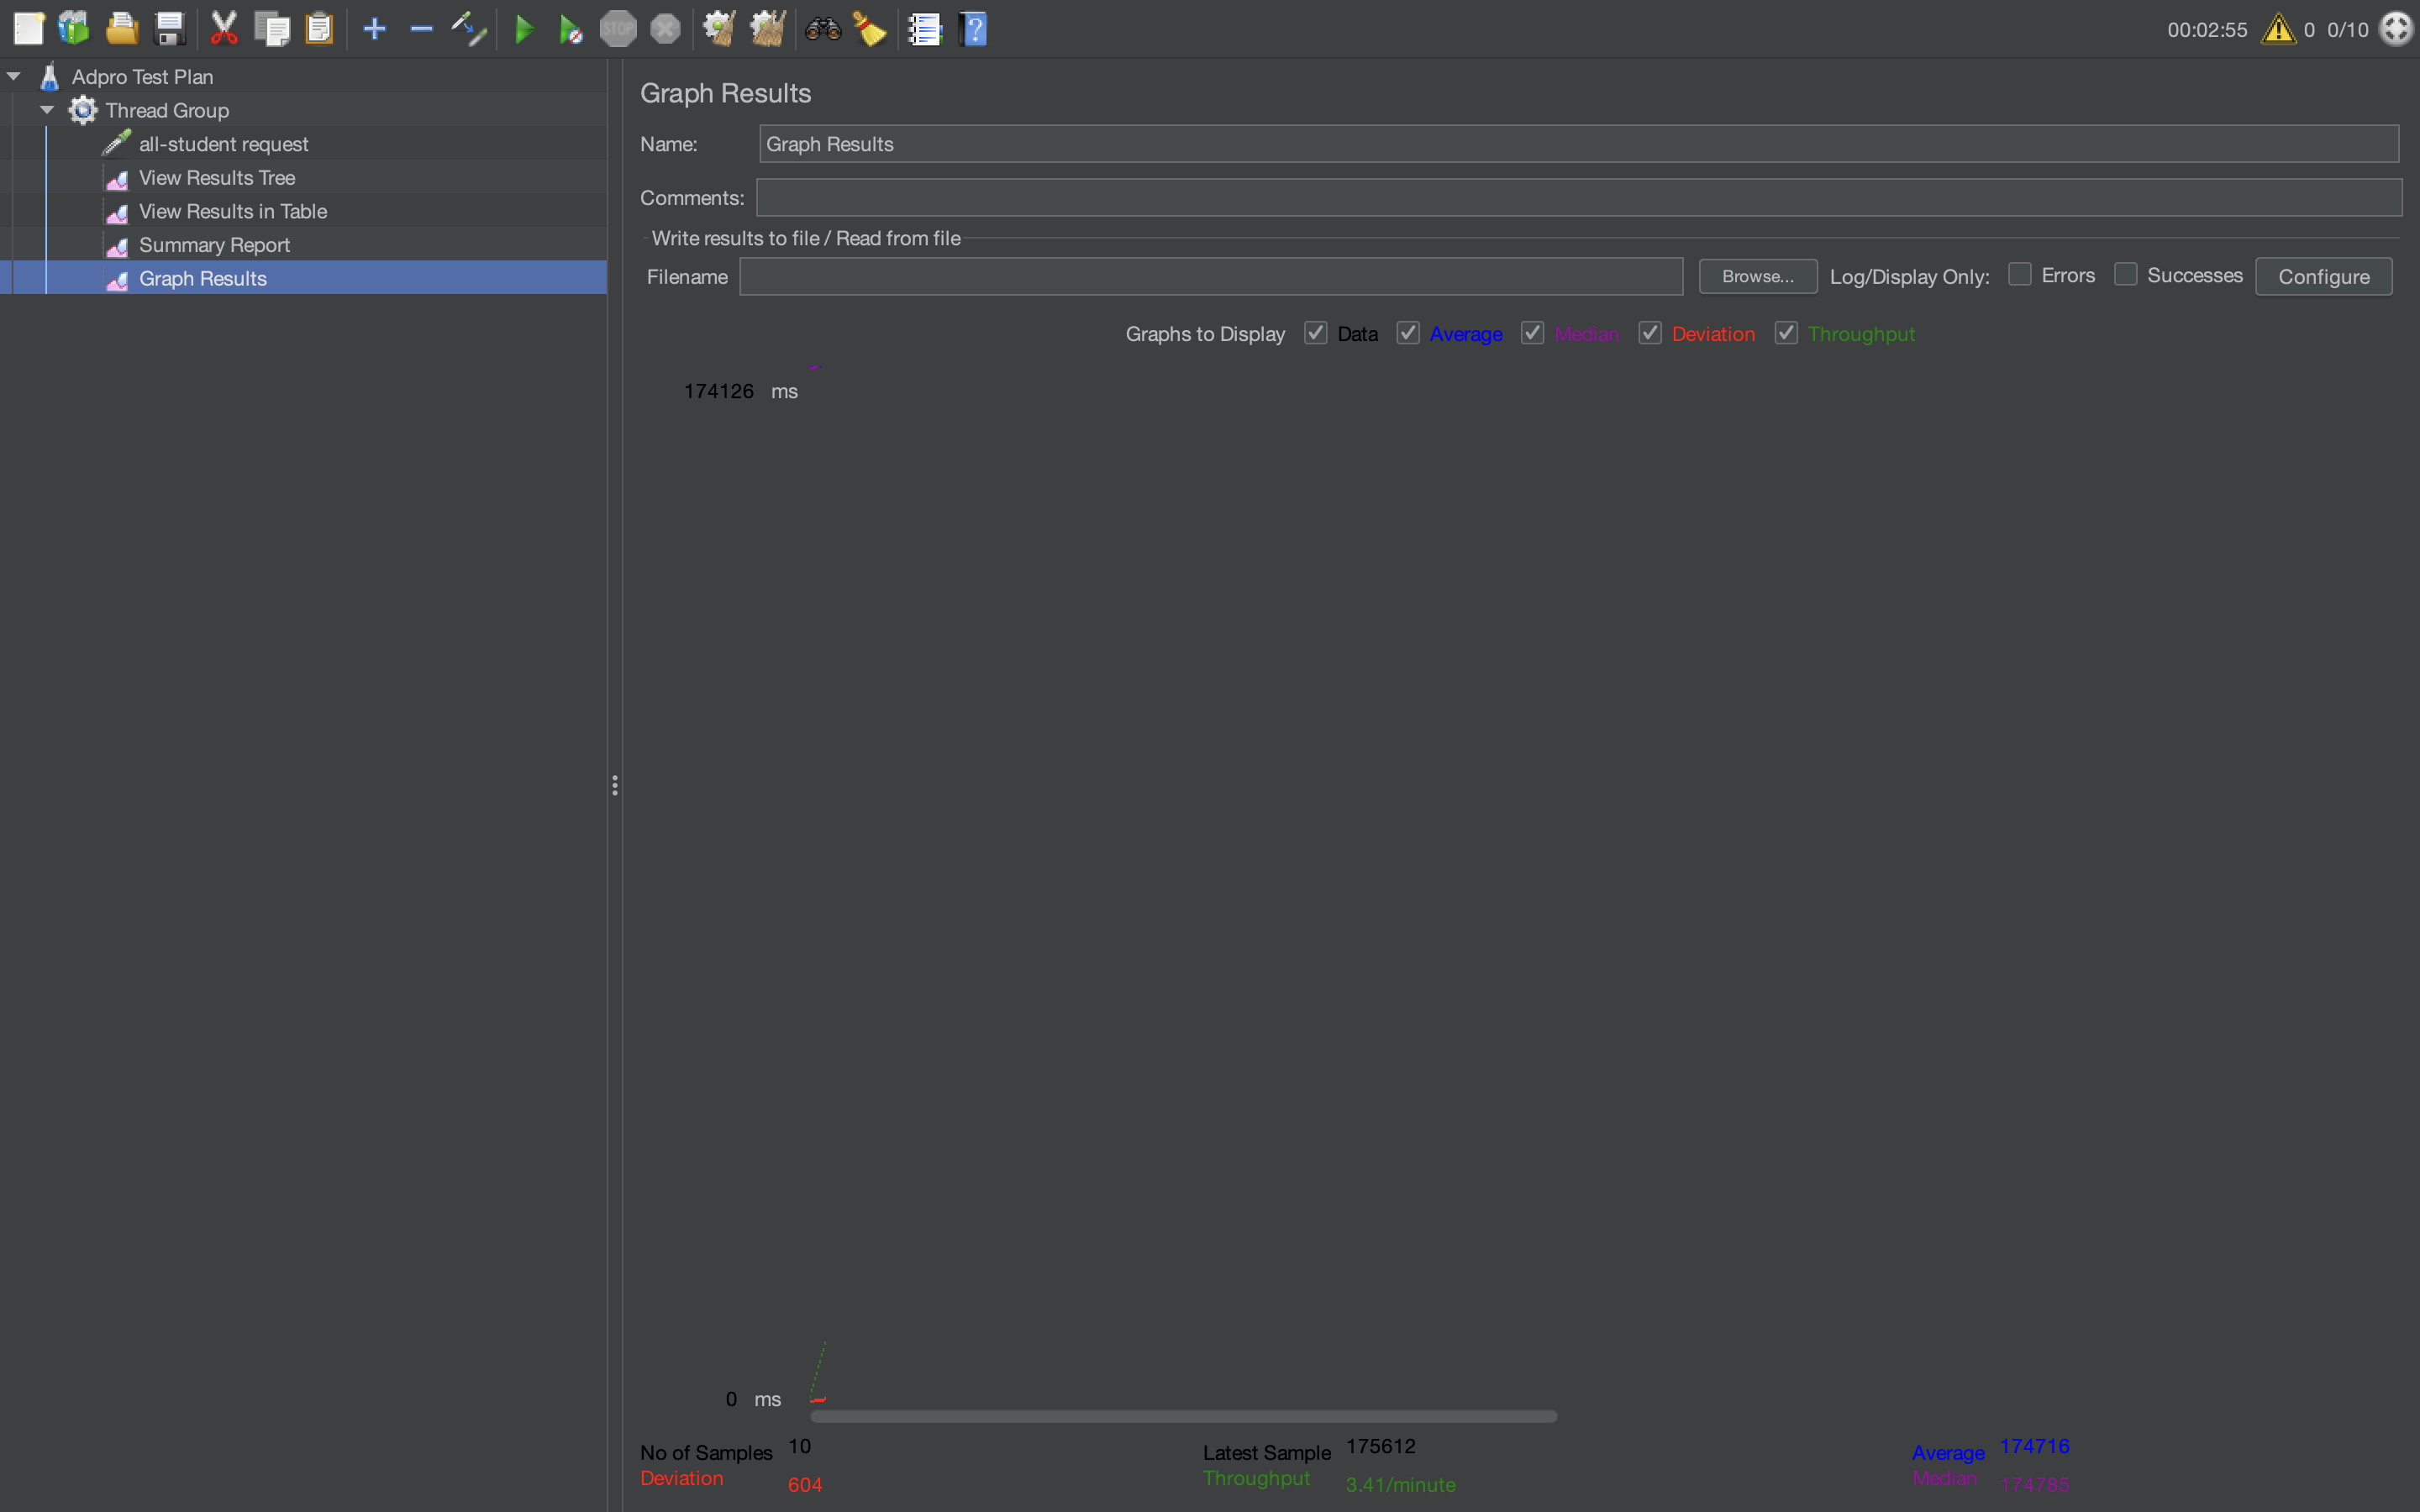 STOP
00:02:55 0 0/10
Adpro Test Plan
Thread Group
all-student request
View Results Tree
View Results in Table
Summary Report
Graph Results
Graph Results
Name: Graph Results
Comments:
Write results to file / Read from file
Filename Browse... Log/Display Only: Errors Successes Configure
Graphs to Display Data Average Median Deviation Throughput
174126 ms
0 ms
No of Samples 10 Latest Sample 175612 Average 174716
Deviation 604 Throughput 3.41/minute Median 174785